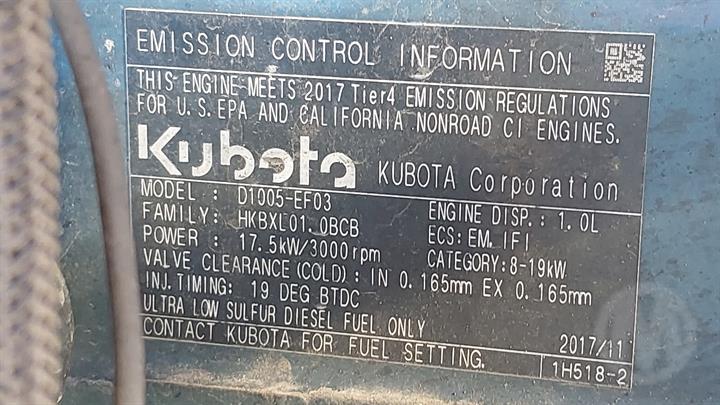 EMISSION CONTROL INFORMATION
THIS ENGINE MEETS 2017 Tier4 EMISSION REGULATIONS
FOR U.S. EPA AND CALIFORNIA NONROAD CI ENGINES.
Kubota KUBOTA Corporation
MODEL : D1005-EF03 ENGINE DISP.: 1.0L
FAMILY: HKBXL01.0BCB ECS: EM, IFI
POWER : 17.5kW/3000rpm CATEGORY: 8-19kW
VALVE CLEARANCE (COLD) : IN 0.165mm EX 0.165mm
INJ. TIMING: 19 DEG BTDC
ULTRA LOW SULFUR DIESEL FUEL ONLY 2017/11
CONTACT KUBOTA FOR FUEL SETTING. 1H518-2